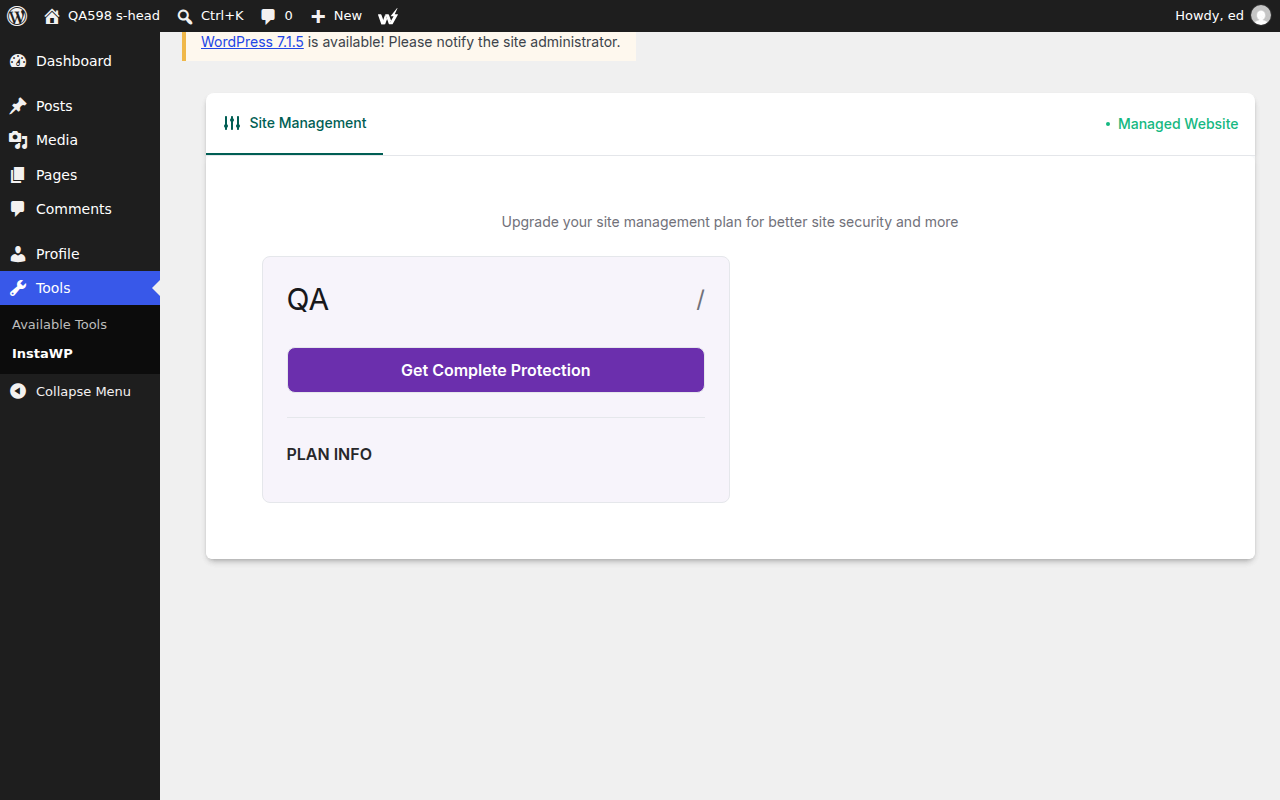 QA598 s-head
Ctrl+K
0
New
Howdy, ed
Dashboard
Posts
Media
Pages
Comments
Profile
Tools
Available Tools
InstaWP
Collapse Menu
WordPress 7.1.5 is available! Please notify the site administrator.
Site Management
• Managed Website
Upgrade your site management plan for better site security and more
QA /
Get Complete Protection
PLAN INFO